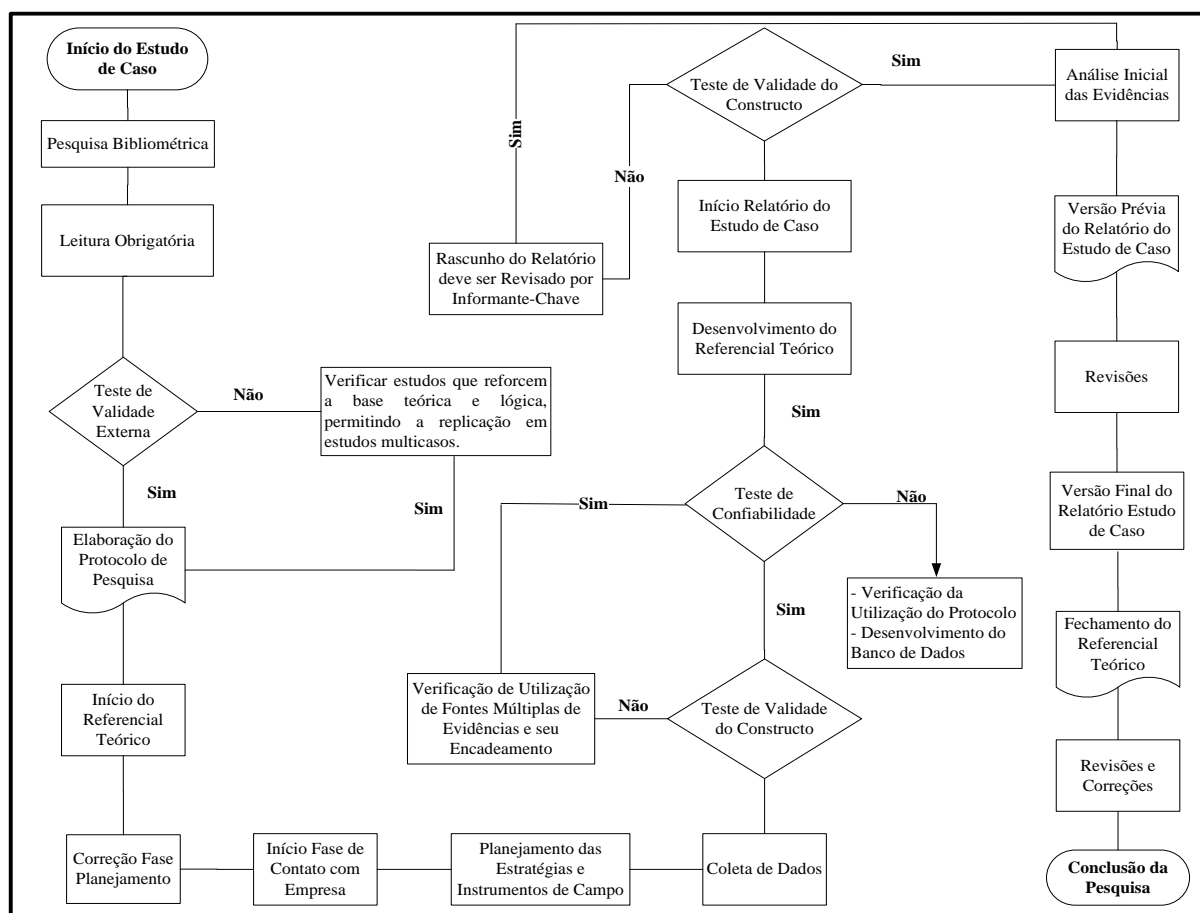 Início do Estudo
de Caso
Pesquisa Bibliométrica
Leitura Obrigatória
Teste de
Validade
Externa
Não
Verificar estudos que reforcem
a base teórica e lógica,
permitindo a replicação em
estudos multicasos.
Sim
Sim
Elaboração do
Protocolo de
Pesquisa
Início do
Referencial
Teórico
Correção Fase
Planejamento
Início Fase de
Contato com
Empresa
Planejamento das
Estratégias e
Instrumentos de Campo
Coleta de Dados
Teste de Validade
do Constructo
Não
Verificação de Utilização
de Fontes Múltiplas de
Evidências e seu
Encadeamento
Sim
Sim
Teste de
Confiabilidade
Não
- Verificação da
Utilização do Protocolo
- Desenvolvimento do
Banco de Dados
Sim
Desenvolvimento do
Referencial Teórico
Início Relatório do
Estudo de Caso
Teste de Validade do
Constructo
Não
Rascunho do Relatório
deve ser Revisado por
Informante-Chave
Sim
Sim
Análise Inicial
das Evidências
Versão Prévia
do Relatório do
Estudo de Caso
Revisões
Versão Final do
Relatório Estudo
de Caso
Fechamento do
Referencial
Teórico
Revisões e
Correções
Conclusão da
Pesquisa